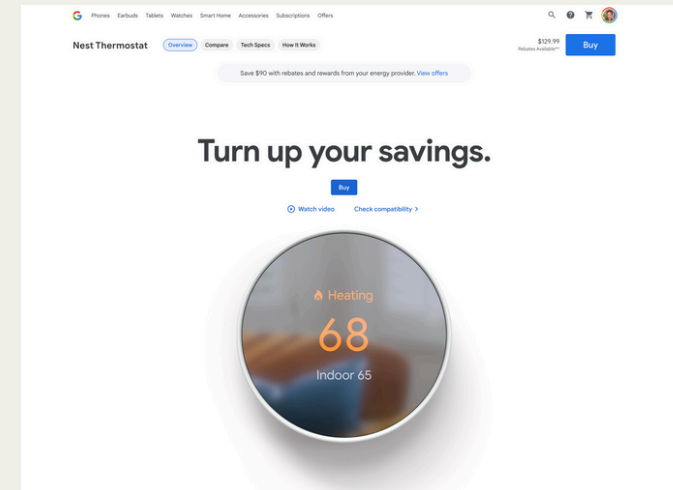 Phones Earbuds Tablets Watches Smart Home Accessories Subscriptions Offers
Nest Thermostat Overview Compare Tech Specs How It Works
$129.99
Rebates Available**
Buy
Save $90 with rebates and rewards from your energy provider. View offers
Turn up your savings.
Buy
Watch video Check compatibility
Heating
68
Indoor 65